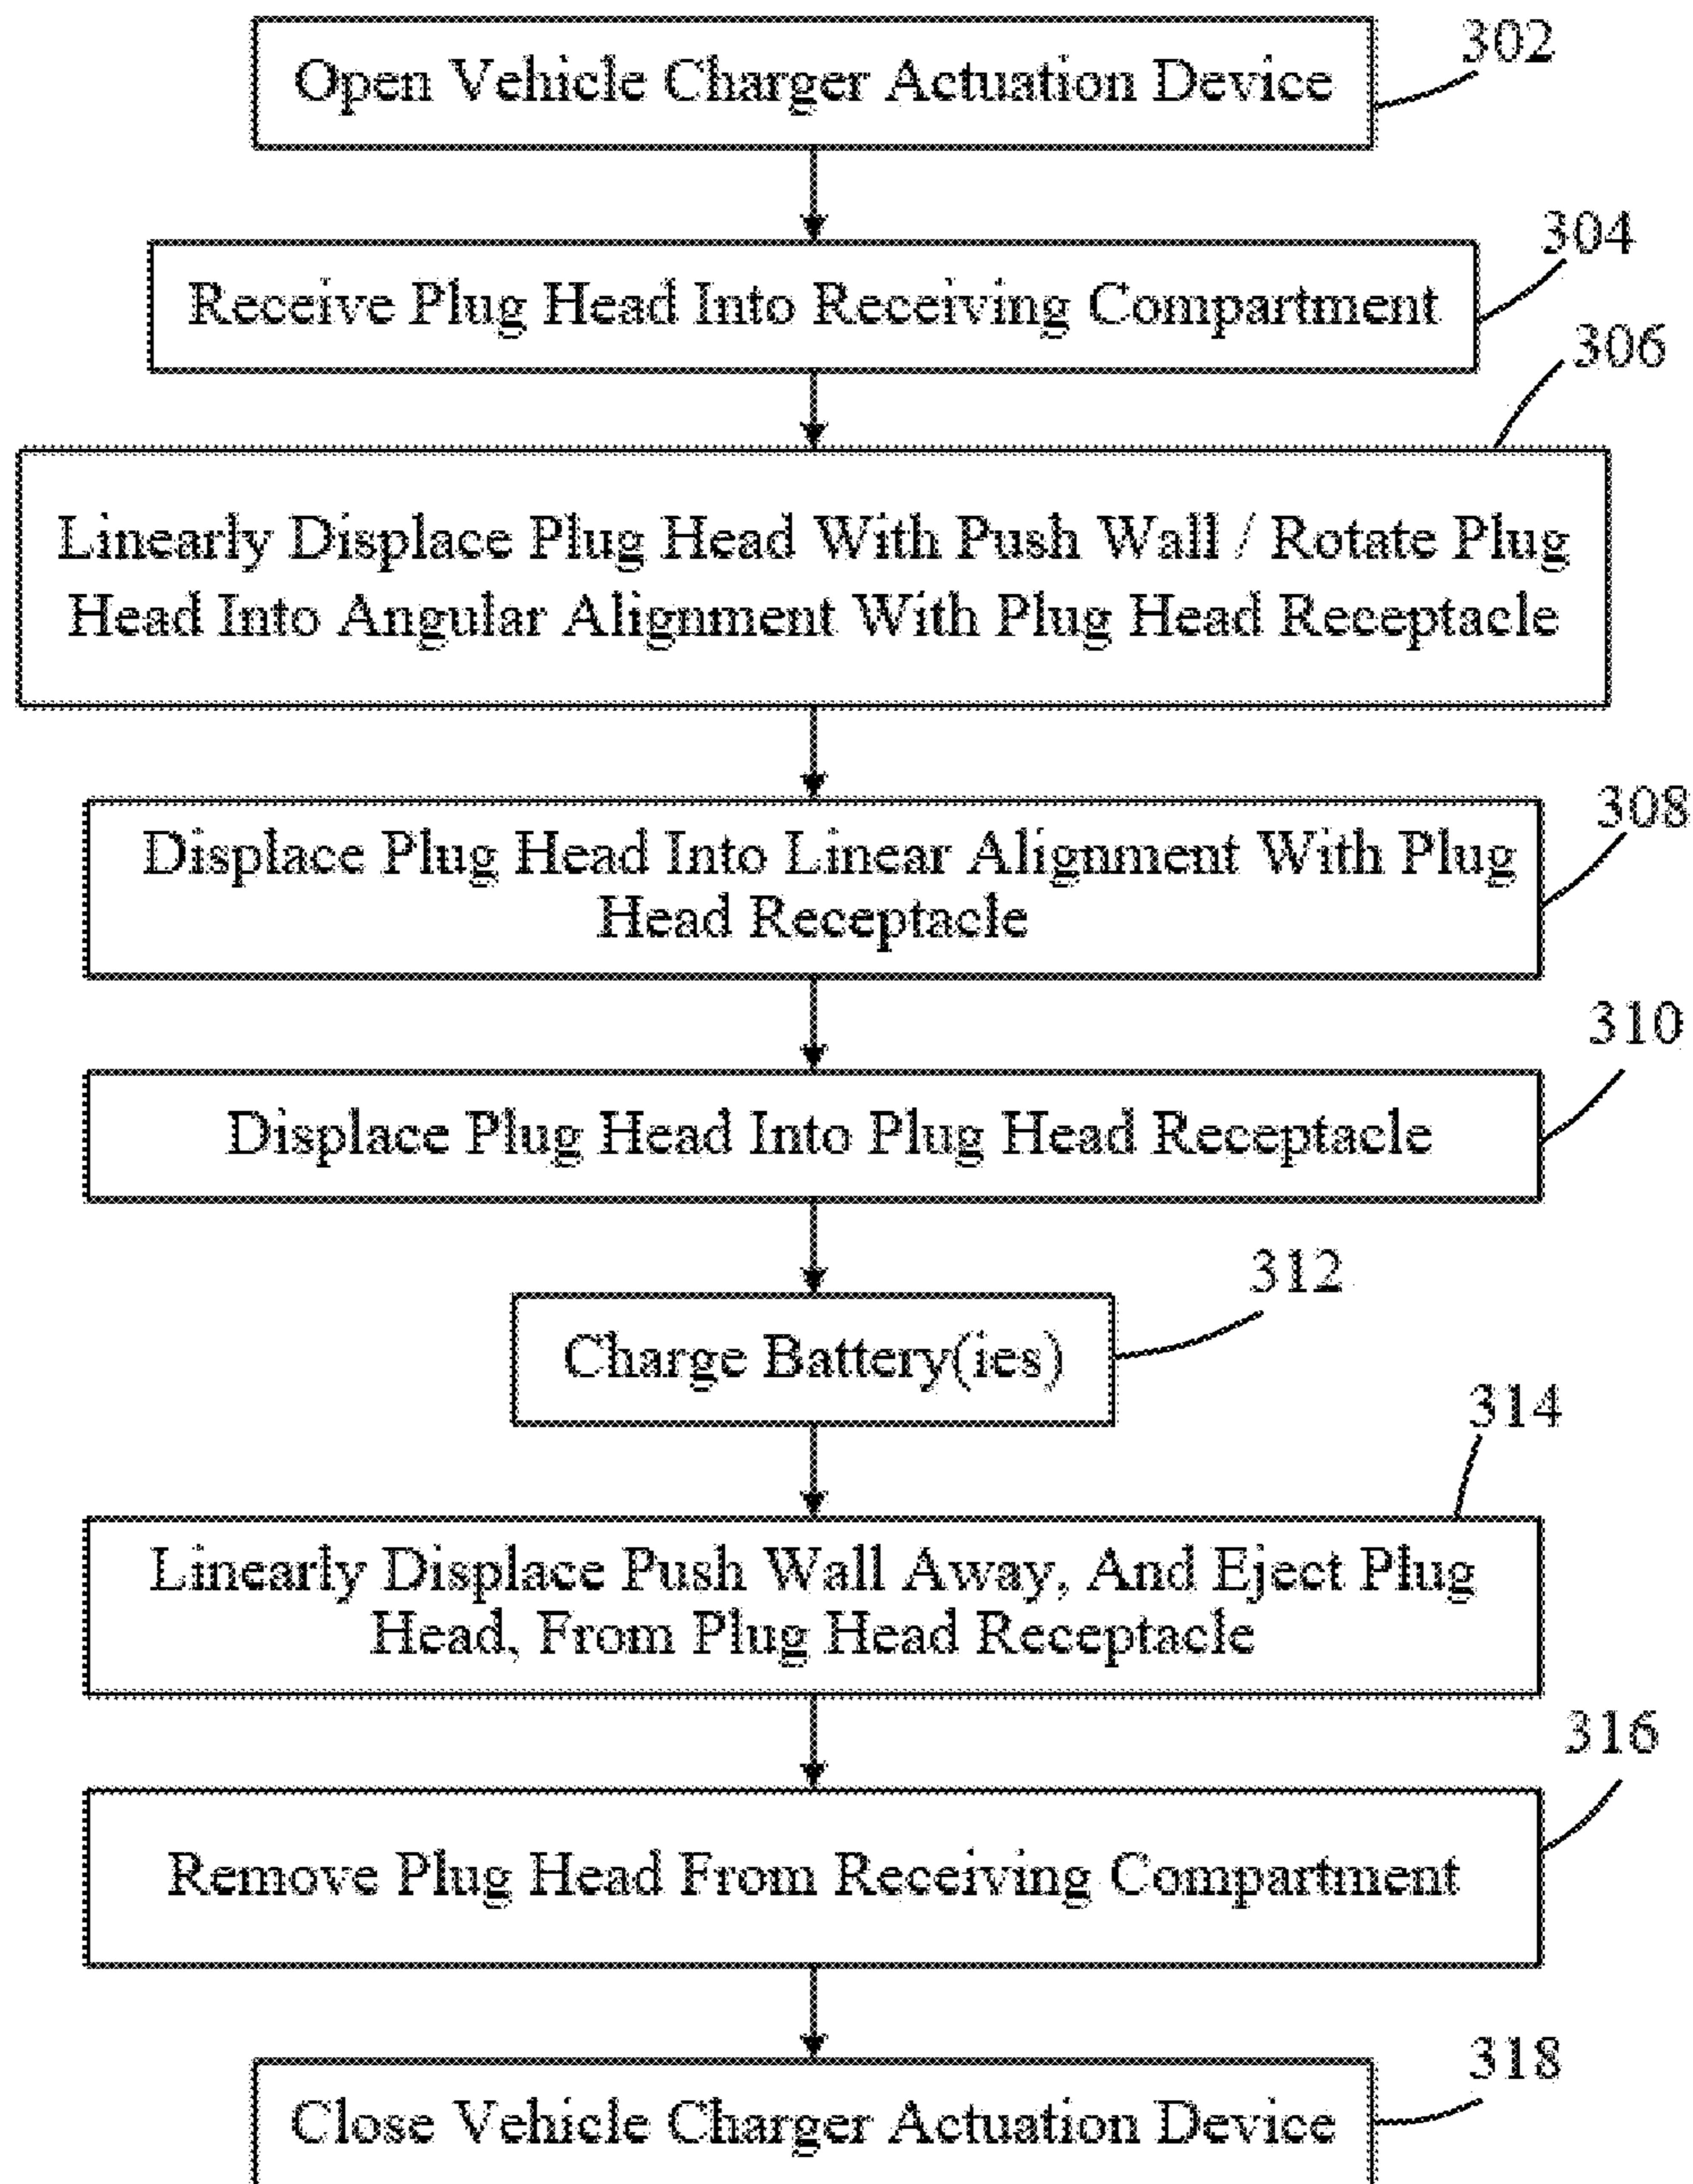 302
Open Vehicle Charger Actuation Device
304
Receive Plug Head Into Receiving Compartment
306
Linearly Displace Plug Head With Push Wall / Rotate Plug
Head Into Angular Alignment With Plug Head Receptacle
308
Displace Plug Head Into Linear Alignment With Plug
Head Receptacle
310
Displace Plug Head Into Plug Head Receptacle
312
Charge Battery(ies)
314
Linearly Displace Push Wall Away, And Eject Plug
Head, From Plug Head Receptacle
316
Remove Plug Head From Receiving Compartment
318
Close Vehicle Charger Actuation Device